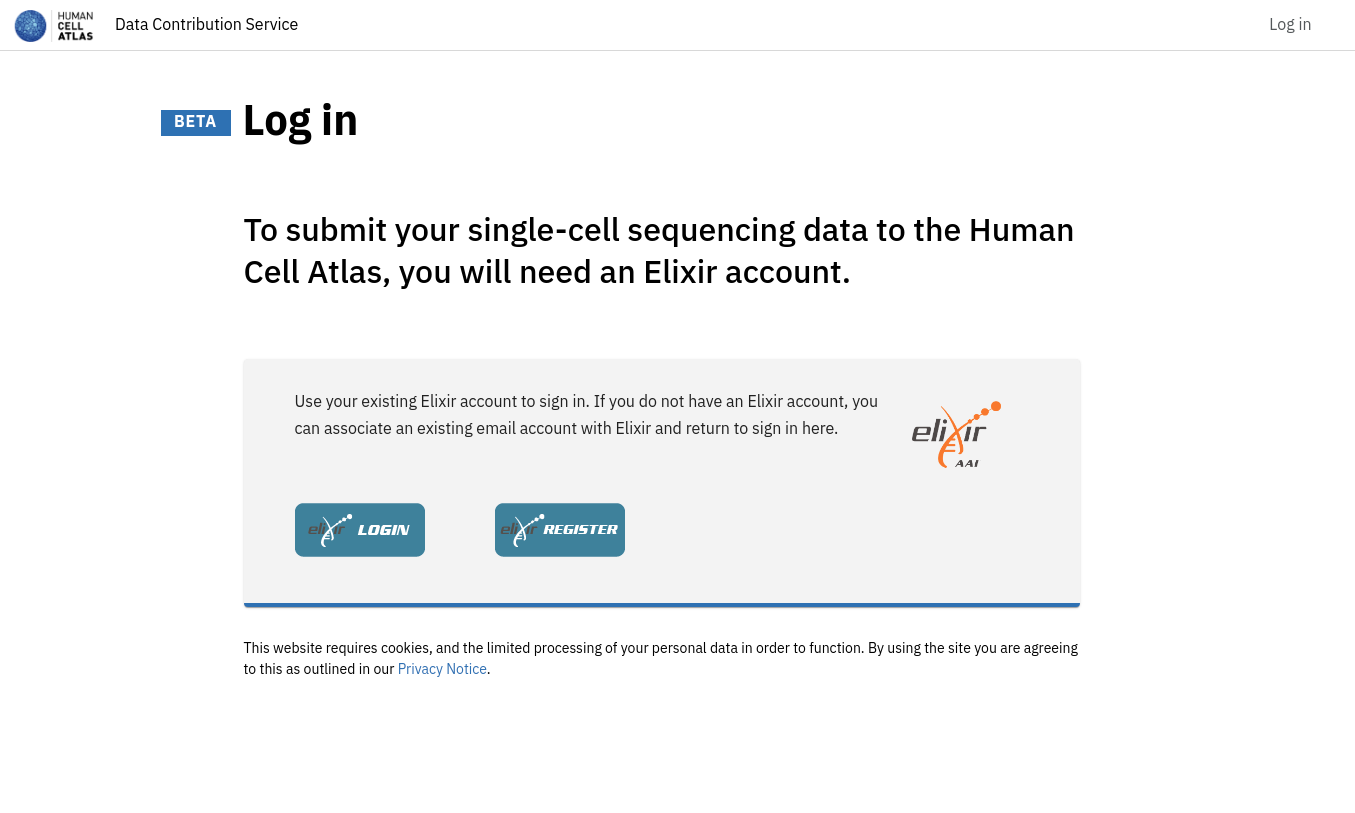 HUMAN
CELL
ATLAS
Data Contribution Service
Log in
BETA
Log in
To submit your single-cell sequencing data to the Human
Cell Atlas, you will need an Elixir account.
Use your existing Elixir account to sign in. If you do not have an Elixir account, you
can associate an existing email account with Elixir and return to sign in here.
elixir
AAI
elixir LOGIN
elixir REGISTER
This website requires cookies, and the limited processing of your personal data in order to function. By using the site you are agreeing
to this as outlined in our Privacy Notice.